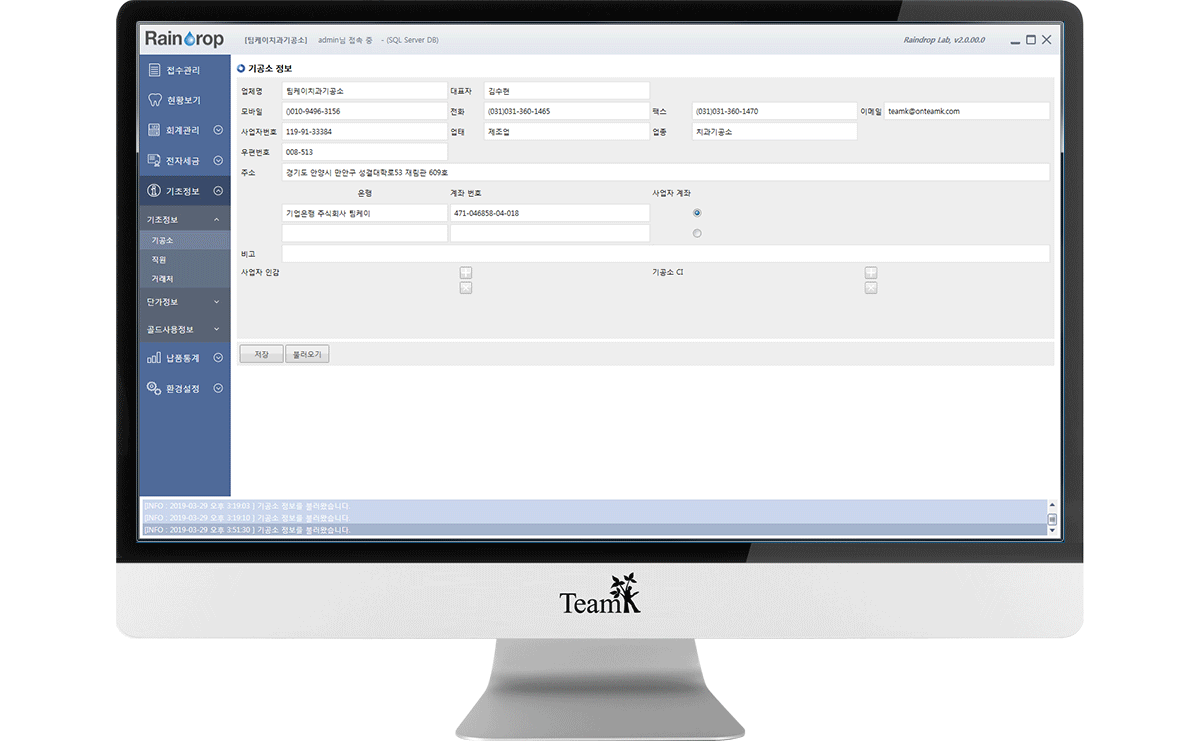 Raindrop [팀케이치과기공소] admin님 접속 중 - (SQL Server DB) Raindrop Lab, v2.0.00.0
접수관리
현황보기
회계관리
전자세금
기초정보
기초정보
기공소
직원
거래처
단가정보
골드사용정보
납품통계
환경설정
기공소 정보
업체명 팀케이치과기공소 대표자 김수현
모바일 ()010-9496-3156 전화 (031)031-360-1465 팩스 (031)031-360-1470 이메일 teamk@onteamk.com
사업자번호 119-91-33384 업태 제조업 업종 치과기공소
우편번호 008-513
주소 경기도 안양시 만안구 성결대학로53 재림관 609호
은행 계좌 번호 사업자 계좌
기업은행 주식회사 팀케이 471-046858-04-018
비고
사업자 인감 기공소 CI
저장 불러오기
[INFO : 2019-03-29 오후 3:19:03 ] 기공소 정보를 불러왔습니다.
[INFO : 2019-03-29 오후 3:19:10 ] 기공소 정보를 불러왔습니다.
[INFO : 2019-03-29 오후 3:51:30 ] 기공소 정보를 불러왔습니다.
TeamK